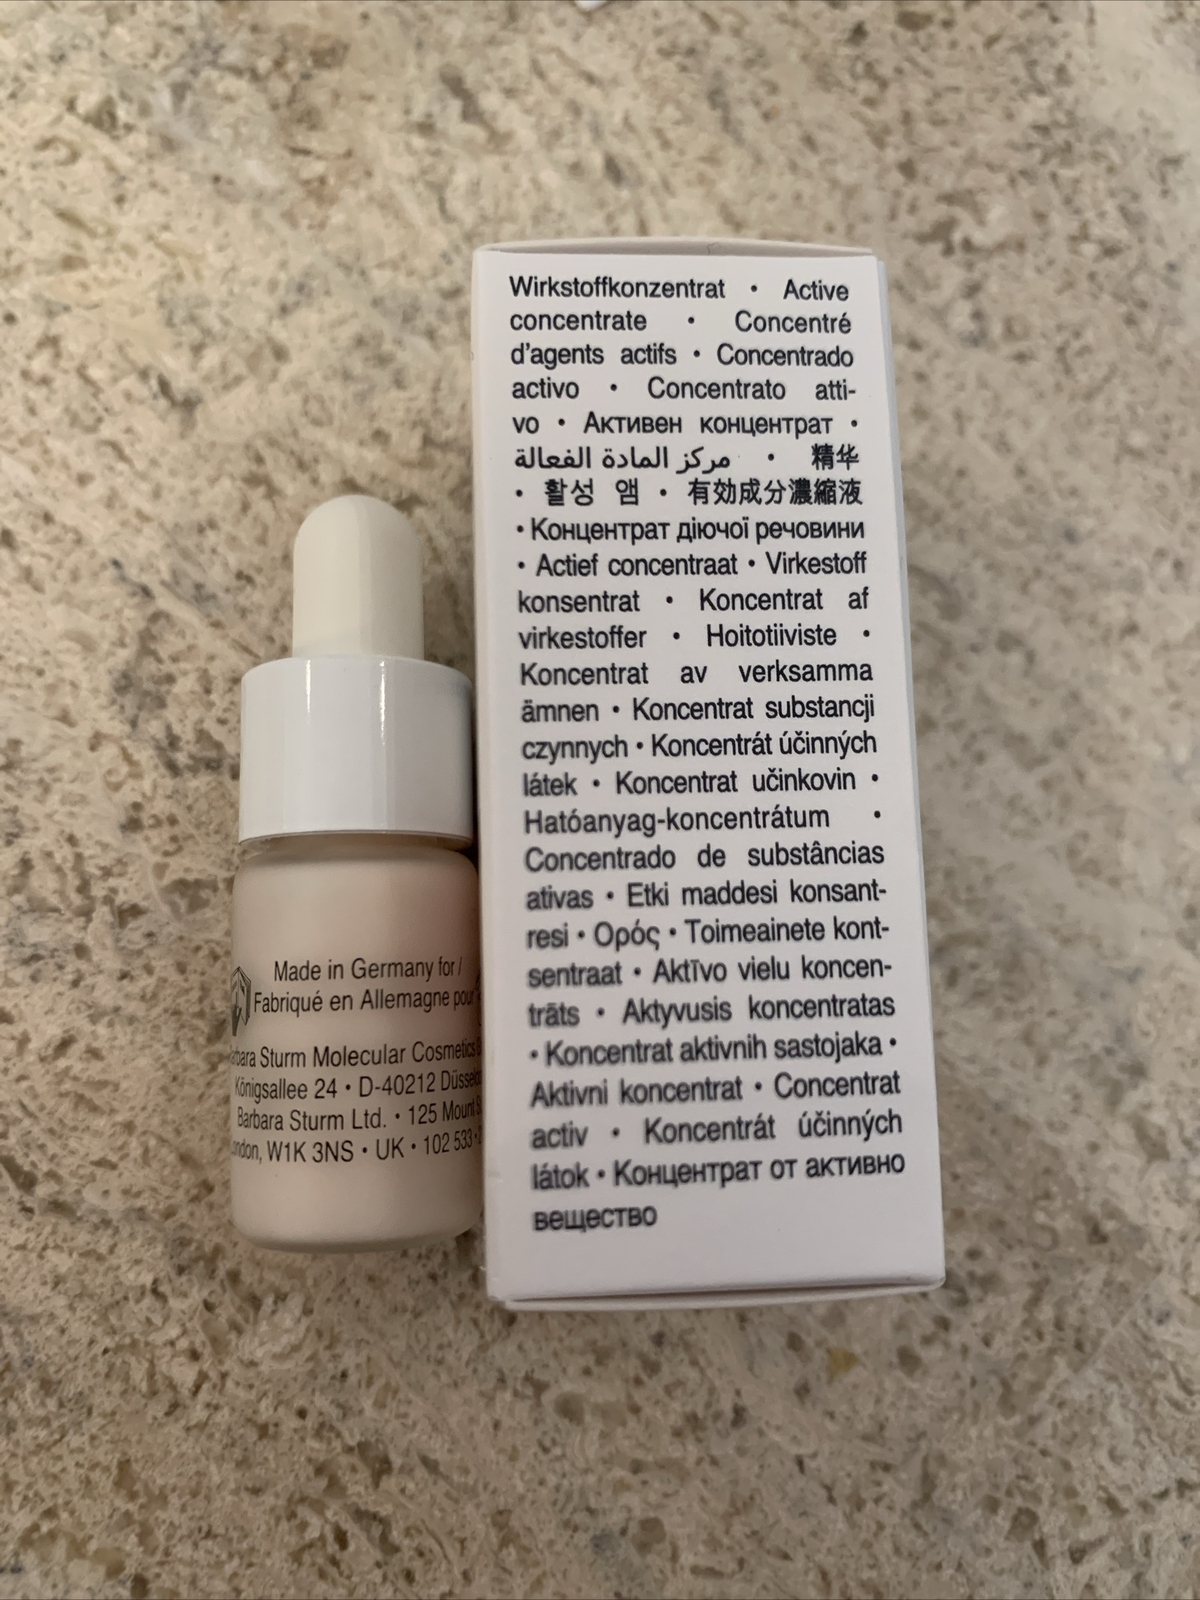 Made in Germany for /
Fabriqué en Allemagne pour
Sturm Molecular Cosmetics
Königsallee 24 • D-40212
Barbara Sturm Ltd. • 125 Mount
W1K 3NS • UK • 102 533
Wirkstoffkonzentrat • Active
concentrate • Concentré
d'agents actifs • Concentrado
activo • Concentrato atti-
vo • Активен концентрат •
مركز المادة الفعالة • 精华
• 활성 앰 • 有効成分濃縮液
• Концентрат діючої речовини
• Actief concentraat • Virkestoff
konsentrat • Koncentrat af
virkestoffer • Hoitotiiviste •
Koncentrat av verksamma
ämnen • Koncentrat substancji
czynnych • Koncentrát účinných
látek • Koncentrat učinkovin •
Hatóanyag-koncentrátum •
Concentrado de substâncias
ativas • Etki maddesi konsant-
resi • Ορός • Toimeainete kont-
sentraat • Aktīvo vielu koncen-
trāts • Aktyvusis koncentratas
• Koncentrat aktivnih sastojaka •
Aktivni koncentrat • Concentrat
activ • Koncentrát účinných
látok • Концентрат от активно
вещество